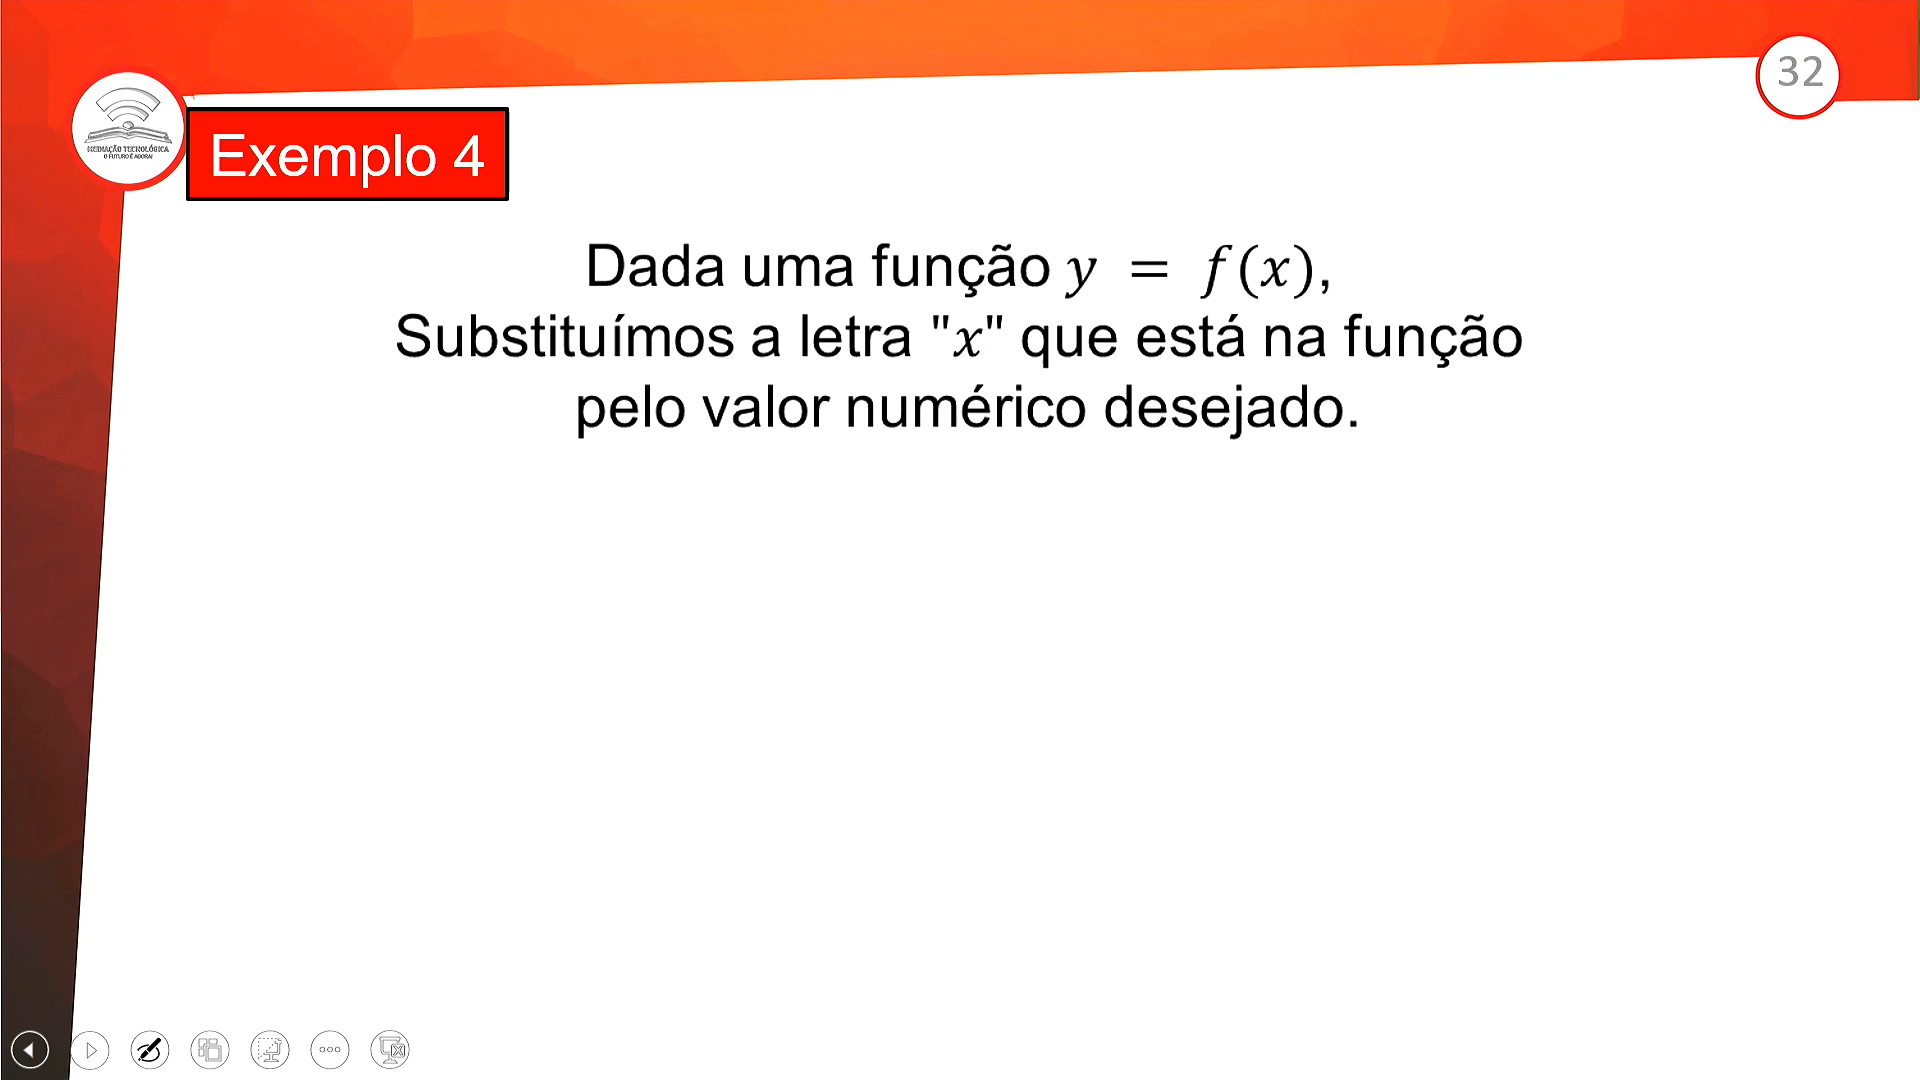 32
MEDIAÇÃO TECNOLÓGICA
O FUTURO É AGORA!
Exemplo 4
Dada uma função y = f(x),
Substituímos a letra "x" que está na função
pelo valor numérico desejado.